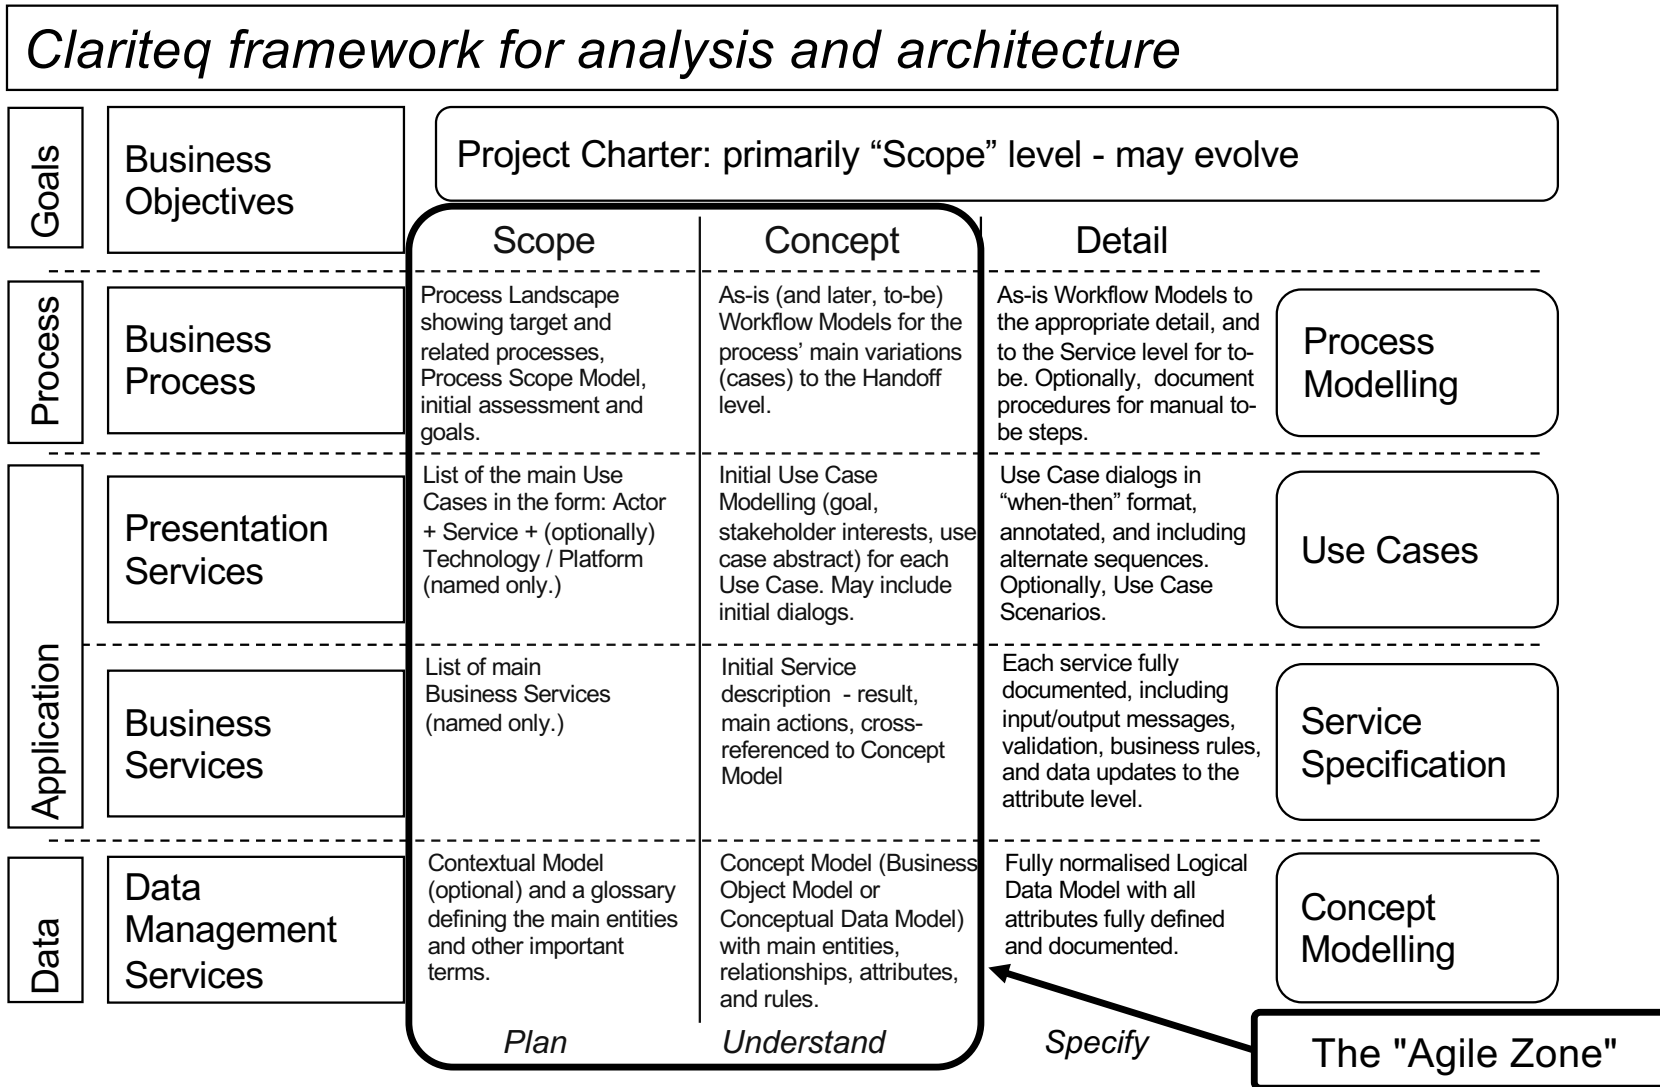 Clariteq framework for analysis and architecture
Goals
Business
Objectives
Project Charter: primarily “Scope” level - may evolve
Scope
Concept
Detail
Process
Business
Process
Process Landscape
showing target and
related processes,
Process Scope Model,
initial assessment and
goals.
As-is (and later, to-be)
Workflow Models for the
process’ main variations
(cases) to the Handoff
level.
As-is Workflow Models to
the appropriate detail, and
to the Service level for to-
be. Optionally, document
procedures for manual to-
be steps.
Process
Modelling
Application
Presentation
Services
List of the main Use
Cases in the form: Actor
+ Service + (optionally)
Technology / Platform
(named only.)
Initial Use Case
Modelling (goal,
stakeholder interests, use
case abstract) for each
Use Case. May include
initial dialogs.
Use Case dialogs in
“when-then” format,
annotated, and including
alternate sequences.
Optionally, Use Case
Scenarios.
Use Cases
Business
Services
List of main
Business Services
(named only.)
Initial Service
description - result,
main actions, cross-
referenced to Concept
Model
Each service fully
documented, including
input/output messages,
validation, business rules,
and data updates to the
attribute level.
Service
Specification
Data
Data
Management
Services
Contextual Model
(optional) and a glossary
defining the main entities
and other important
terms.
Concept Model (Business
Object Model or
Conceptual Data Model)
with main entities,
relationships, attributes,
and rules.
Fully normalised Logical
Data Model with all
attributes fully defined
and documented.
Concept
Modelling
Plan
Understand
Specify
The "Agile Zone"